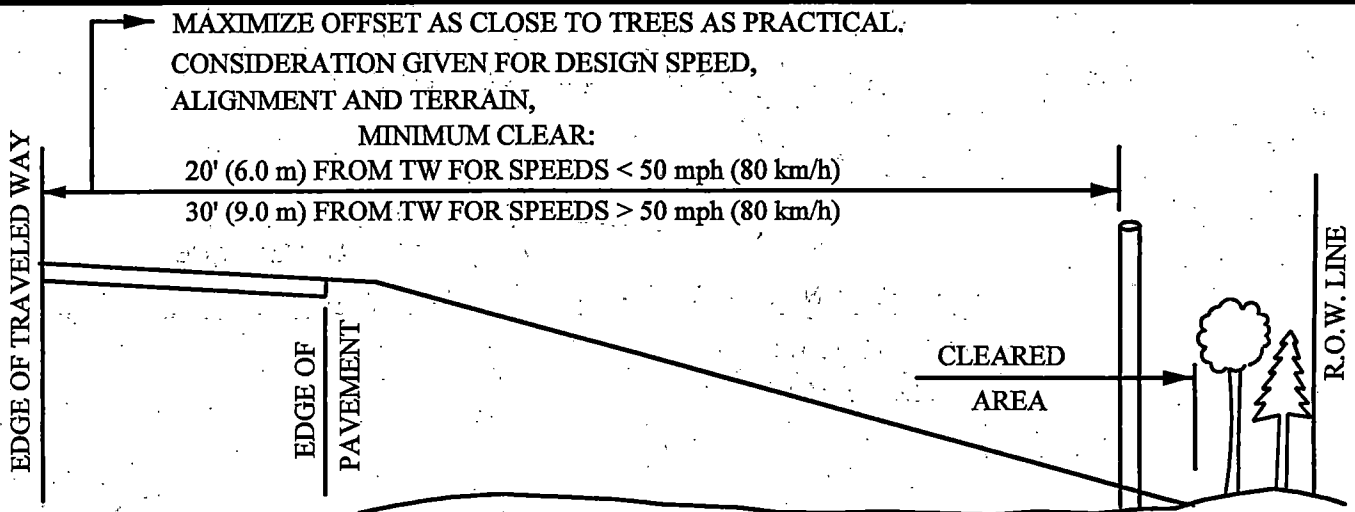 MAXIMIZE OFFSET AS CLOSE TO TREES AS PRACTICAL.
CONSIDERATION GIVEN FOR DESIGN SPEED,
ALIGNMENT AND TERRAIN,
MINIMUM CLEAR:
20' (6.0 m) FROM TW FOR SPEEDS < 50 mph (80 km/h)
30' (9.0 m) FROM TW FOR SPEEDS > 50 mph (80 km/h)
EDGE OF TRAVELED WAY
EDGE OF
PAVEMENT
CLEARED
AREA
R.O.W. LINE